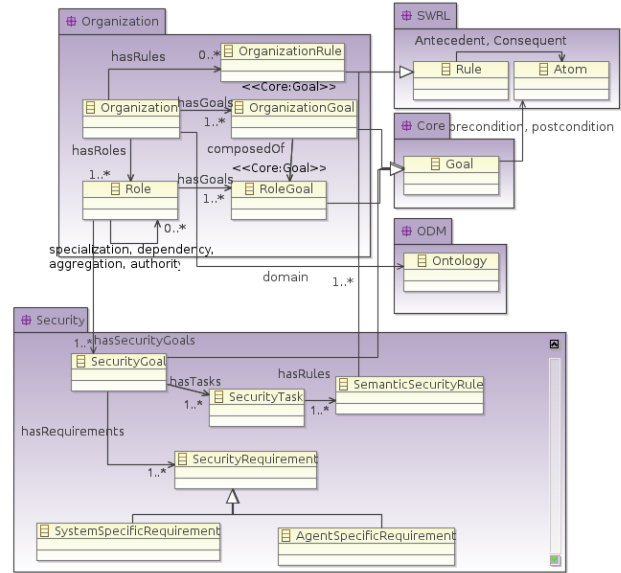 Organization
SWRL
hasRules
0..*
OrganizationRule
Antecedent, Consequent
Rule
Atom
<<Core:Goal>>
Organization
hasGoals
1..*
OrganizationGoal
Core
precondition, postcondition
Goal
hasRoles
composedOf
<<Core:Goal>>
1..*
Role
hasGoals
1..*
RoleGoal
0..*
specialization, dependency,
aggregation, authority
ODM
Ontology
domain
1..*
Security
1..*
hasSecurityGoals
SecurityGoal
hasTasks
1..*
SecurityTask
hasRules
1..*
SemanticSecurityRule
hasRequirements
1..*
SecurityRequirement
SystemSpecificRequirement
AgentSpecificRequirement